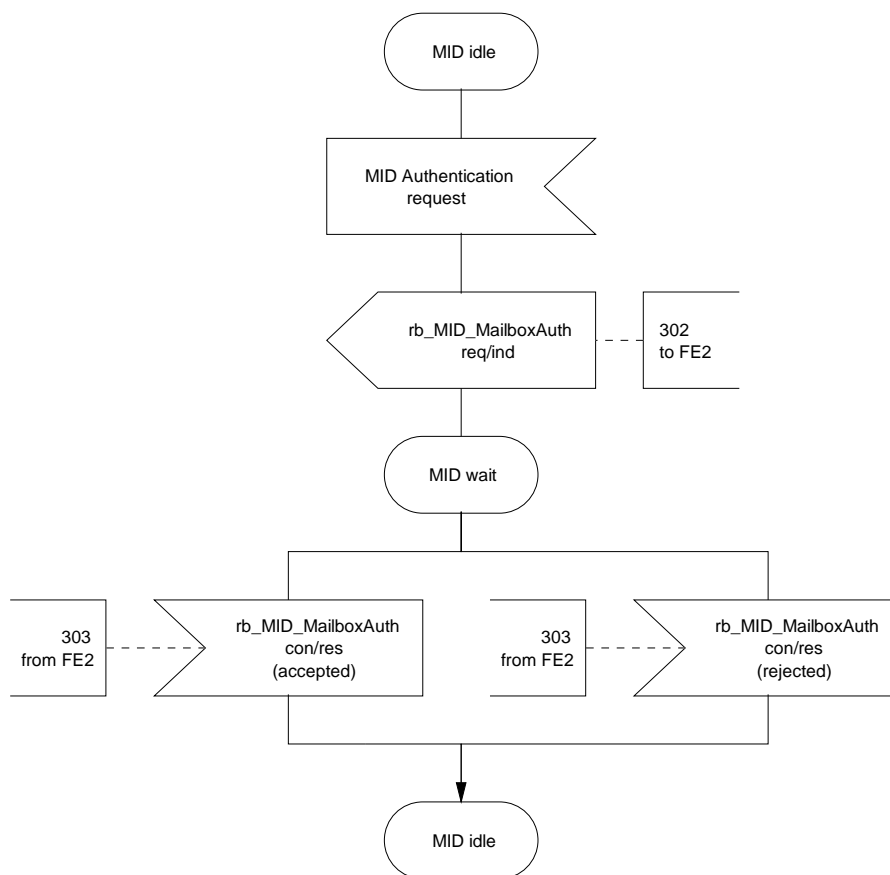 MID idle
MID Authentication
request
rb_MID_MailboxAuth
req/ind
302
to FE2
MID wait
303
from FE2
rb_MID_MailboxAuth
con/res
(accepted)
303
from FE2
rb_MID_MailboxAuth
con/res
(rejected)
MID idle